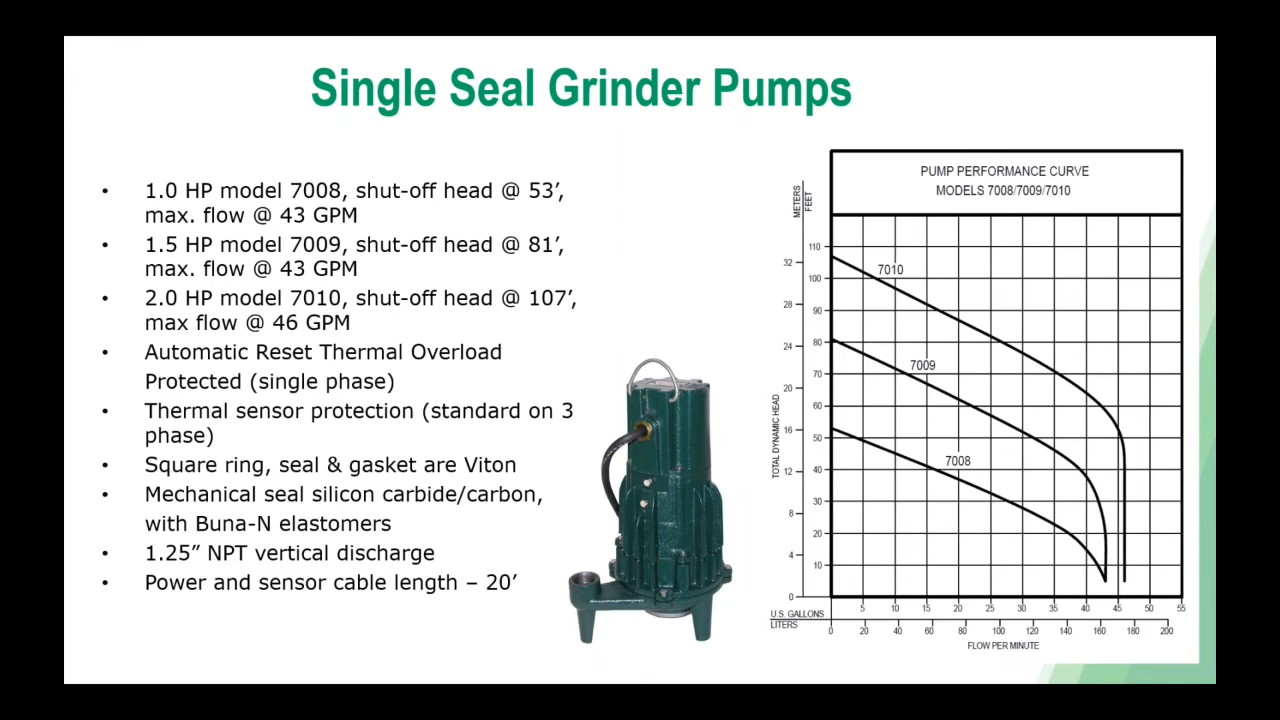 Single Seal Grinder Pumps
• 1.0 HP model 7008, shut-off head @ 53’,
max. flow @ 43 GPM
• 1.5 HP model 7009, shut-off head @ 81’,
max. flow @ 43 GPM
• 2.0 HP model 7010, shut-off head @ 107’,
max flow @ 46 GPM
• Automatic Reset Thermal Overload
Protected (single phase)
• Thermal sensor protection (standard on 3
phase)
• Square ring, seal & gasket are Viton
• Mechanical seal silicon carbide/carbon,
with Buna-N elastomers
• 1.25” NPT vertical discharge
• Power and sensor cable length – 20’
PUMP PERFORMANCE CURVE
MODELS 7008/7009/7010
METERS
FEET
TOTAL DYNAMIC HEAD
32
28
24
20
16
12
8
4
0
110
100
90
80
70
60
50
40
30
20
10
7010
7009
7008
U.S. GALLONS 5 10 15 20 25 30 35 40 45 50 55
LITERS 0 20 40 60 80 100 120 140 160 180 200
FLOW PER MINUTE